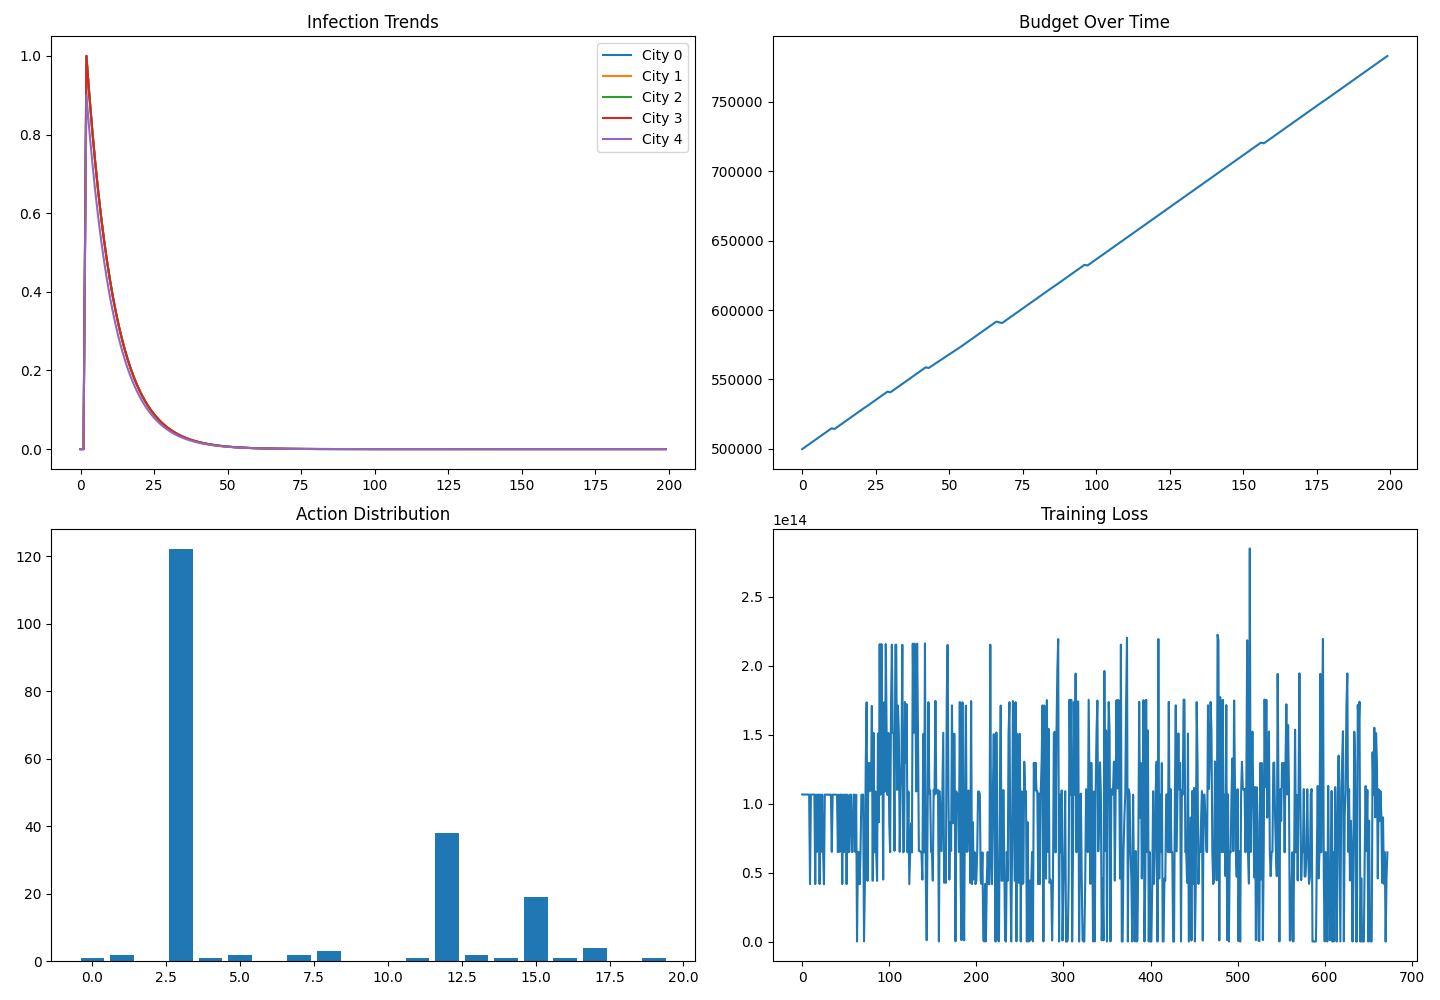 Infection Trends
1.0
0.8
0.6
0.4
0.2
0.0
0 25 50 75 100 125 150 175 200
City 0
City 1
City 2
City 3
City 4
Budget Over Time
750000
700000
650000
600000
550000
500000
0 25 50 75 100 125 150 175 200
Action Distribution
120
100
80
60
40
20
0
0.0 2.5 5.0 7.5 10.0 12.5 15.0 17.5 20.0
Training Loss
1e14
2.5
2.0
1.5
1.0
0.5
0.0
0 100 200 300 400 500 600 700